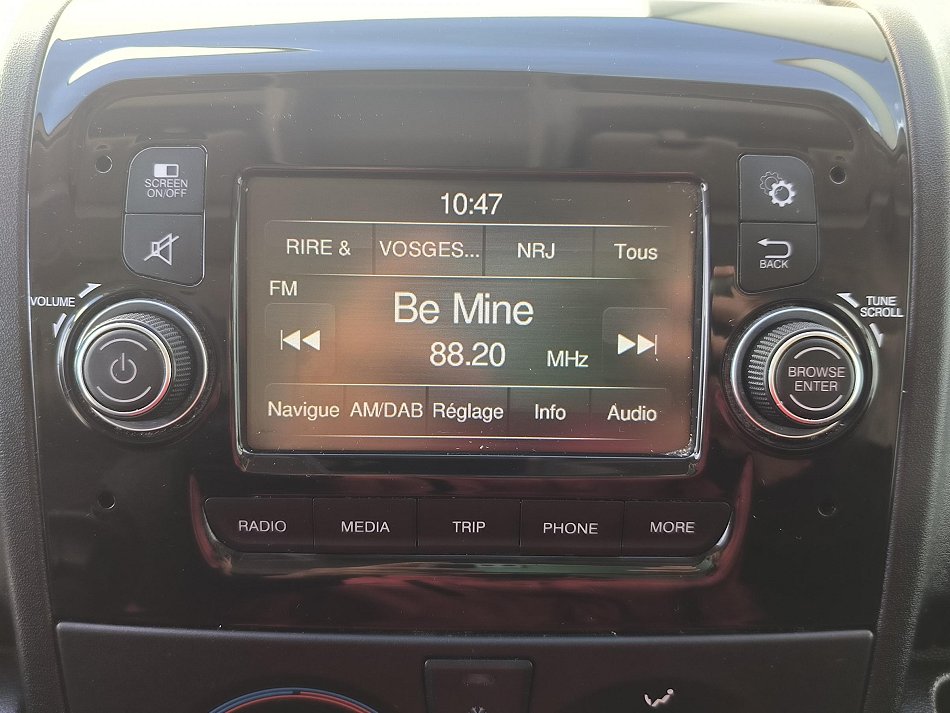 SCREEN
ON/OFF
10:47
RIRE & VOSGES... NRJ Tous
BACK
FM
VOLUME
Be Mine
TUNE
SCROLL
88.20 MHz
BROWSE
ENTER
Navigue AM/DAB Réglage Info Audio
RADIO MEDIA TRIP PHONE MORE